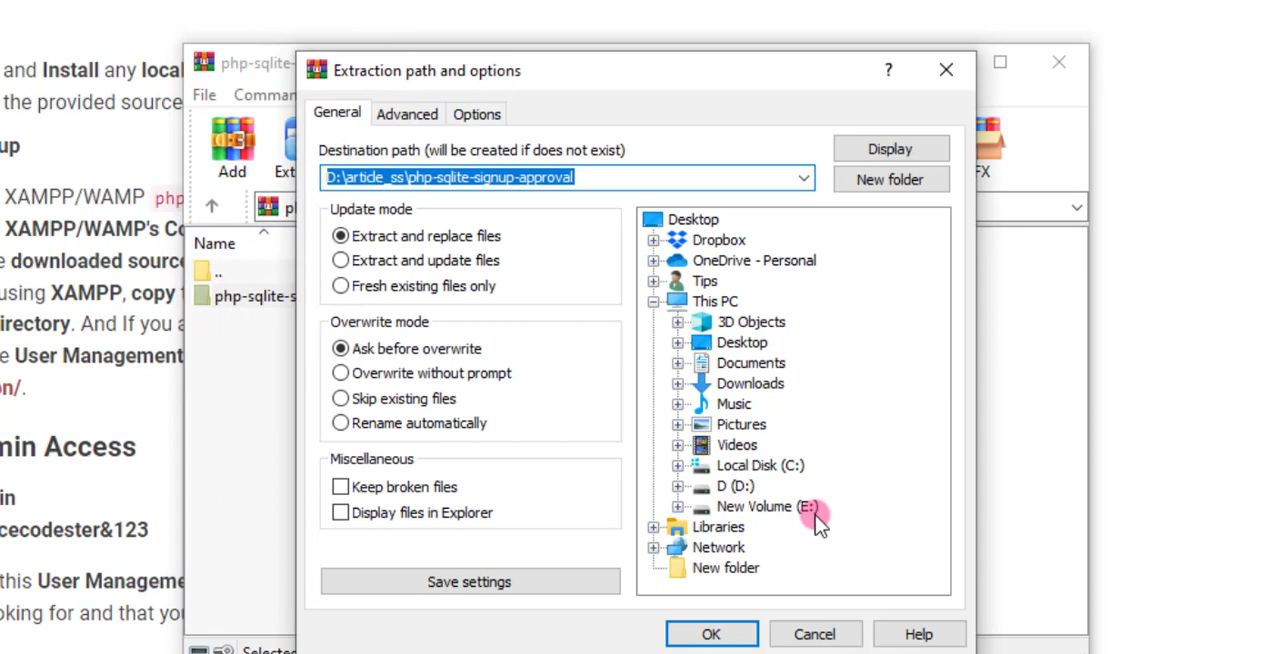 and Install any local
the provided source
up
XAMPP/WAMP php
XAMPP/WAMP's Co
e downloaded source
using XAMPP, copy
irectory. And If you a
e User Management
on/.
min Access
in
cecodester&123
this User Manageme
oking for and that you
php-sqlite-
File Comman
Add Ext
FX
Name
..
php-sqlite-s
Selected
Extraction path and options
?
General Advanced Options
Destination path (will be created if does not exist)
Display
D:\article_ss\php-sqlite-signup-approval
New folder
Update mode
Extract and replace files
Extract and update files
Fresh existing files only
Overwrite mode
Ask before overwrite
Overwrite without prompt
Skip existing files
Rename automatically
Miscellaneous
Keep broken files
Display files in Explorer
Save settings
Desktop
Dropbox
OneDrive - Personal
Tips
This PC
3D Objects
Desktop
Documents
Downloads
Music
Pictures
Videos
Local Disk (C:)
D (D:)
New Volume (E:)
Libraries
Network
New folder
OK Cancel Help